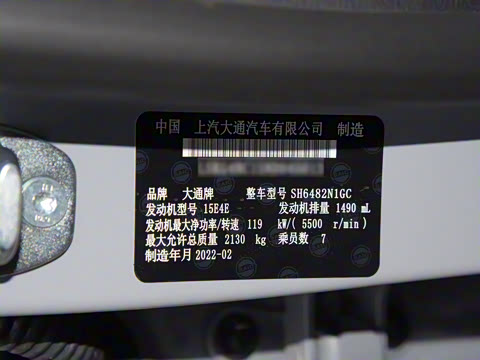 中国 上汽大通汽车有限公司 制造
品牌 大通牌 整车型号 SH6482N1GC
发动机型号 15E4E 发动机排量 1490 mL
发动机最大净功率/转速 119 kW/( 5500 r/min)
最大允许总质量 2130 kg 乘员数 7
制造年月 2022-02